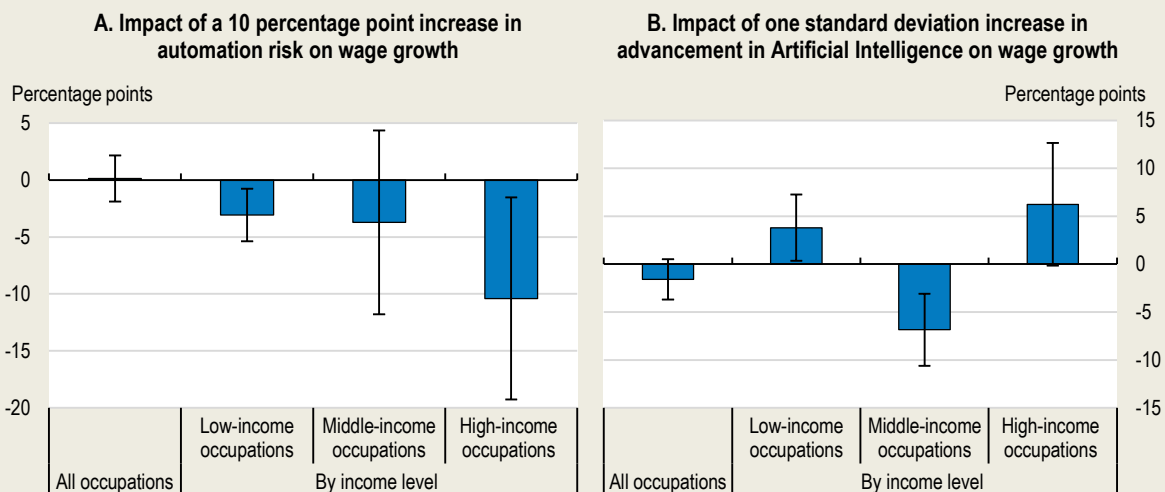 A. Impact of a 10 percentage point increase in
automation risk on wage growth
Percentage points
5
0
-5
-10
-15
-20
Low-income
occupations
Middle-income
occupations
High-income
occupations
All occupations
By income level
B. Impact of one standard deviation increase in
advancement in Artificial Intelligence on wage growth
Percentage points
15
10
5
0
-5
-10
-15
Low-income
occupations
Middle-income
occupations
High-income
occupations
All occupations
By income level